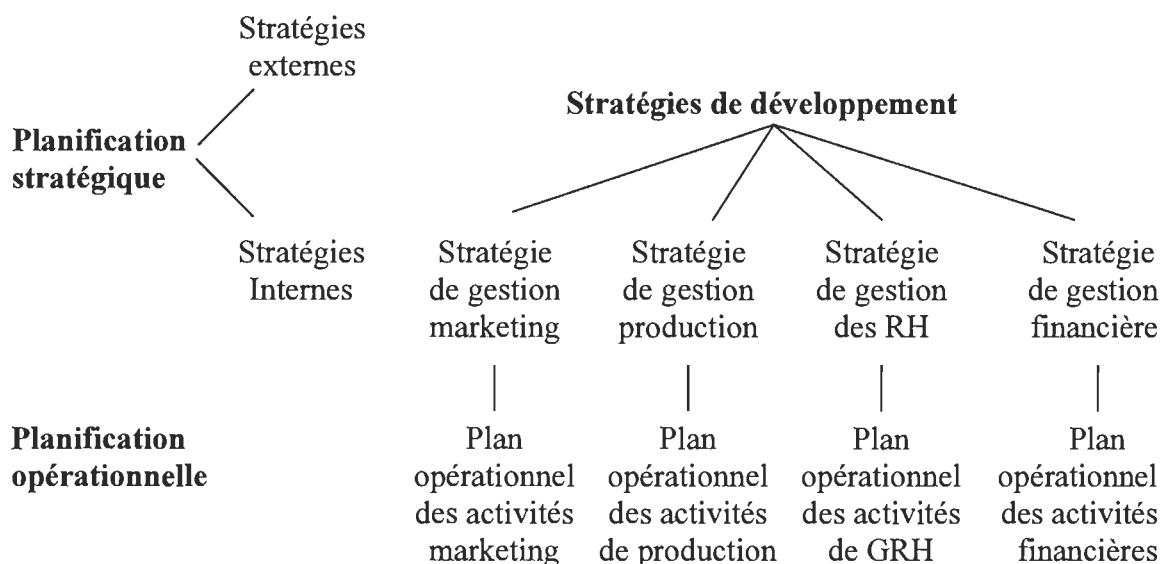 Stratégies
externes
Stratégies de développement
Planification
stratégique
Stratégies
Internes
Stratégie
de gestion
marketing
Stratégie
de gestion
production
Stratégie
de gestion
des RH
Stratégie
de gestion
financière
Planification
opérationnelle
Plan
opérationnel
des activités
marketing
Plan
opérationnel
des activités
de production
Plan
opérationnel
des activités
de GRH
Plan
opérationnel
des activités
financières